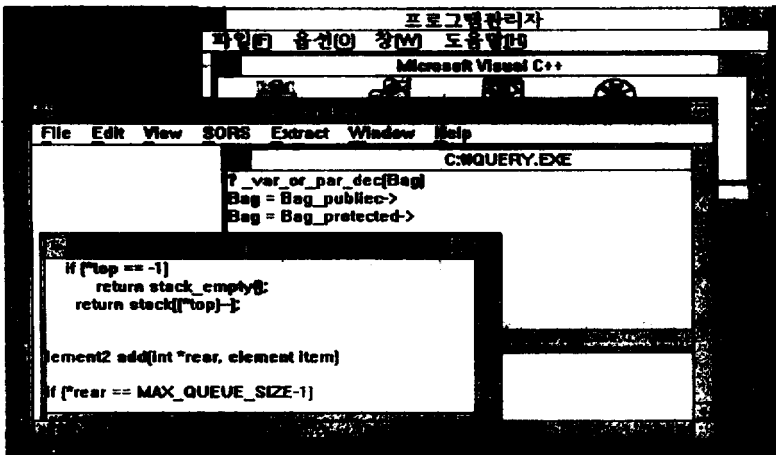 프로그램관리자
파일[F] 옵션[O] 창[W] 도움말[H]
Microsoft Visual C++
File Edit View SORS Extract Window Help
C:₩QUERY.EXE
? _var_or_par_dec(Bag)
Bag = Bag_publiec->
Bag = Bag_protected->
if (*top == -1)
return stack_empty();
return stack[(*top)--];
lement2 add(int *rear, element item)
if (*rear == MAX_QUEUE_SIZE-1)